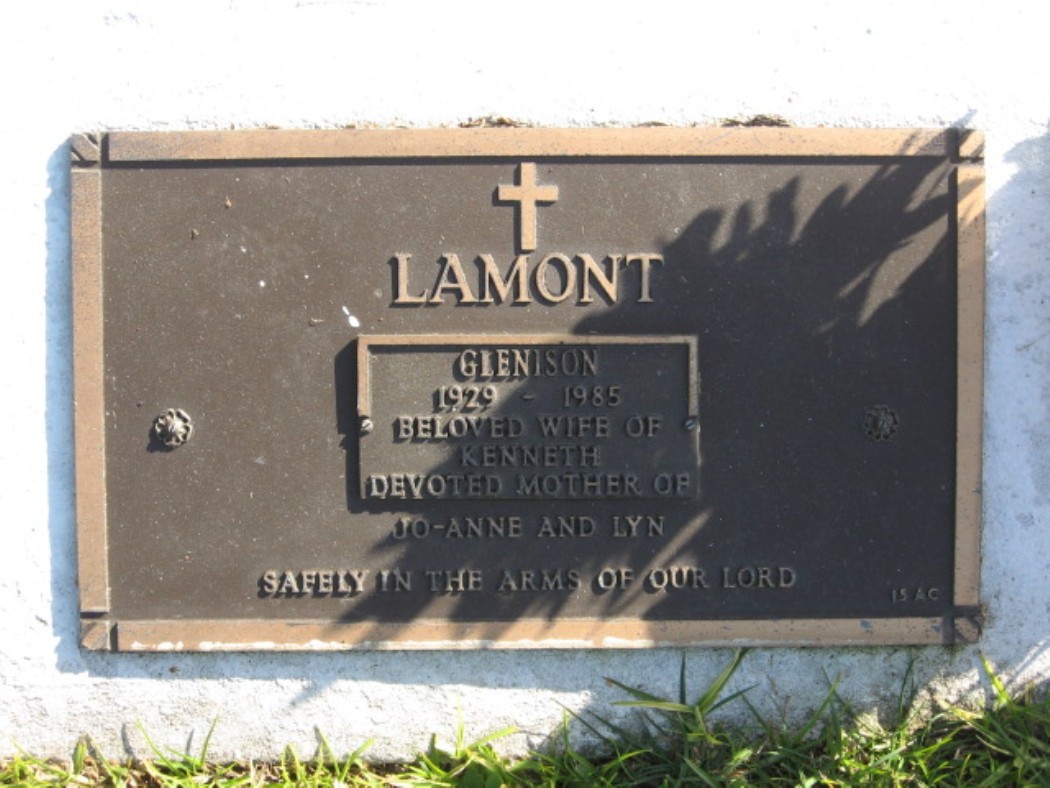 LAMONT
GLENISON
1929 - 1985
BELOVED WIFE OF
KENNETH
DEVOTED MOTHER OF
JO-ANNE AND LYN
SAFELY IN THE ARMS OF OUR LORD
15 AC